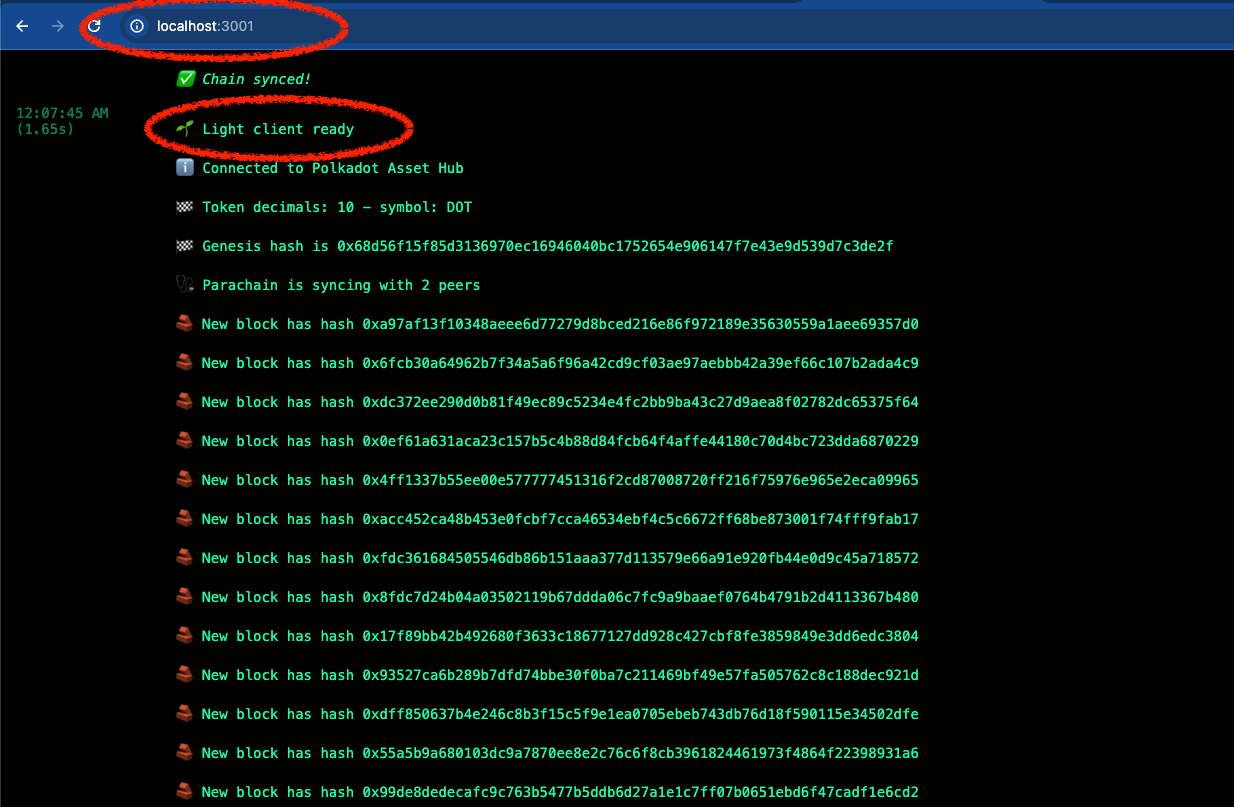 localhost:3001
✅ Chain synced!
12:07:45 AM
(1.65s)
🌱 Light client ready
ℹ️ Connected to Polkadot Asset Hub
🏁 Token decimals: 10 — symbol: DOT
🏁 Genesis hash is 0x68d56f15f85d3136970ec16946040bc1752654e906147f7e43e9d539d7c3de2f
🩺 Parachain is syncing with 2 peers
🧱 New block has hash 0xa97af13f10348aeee6d77279d8bced216e86f972189e35630559a1aee69357d0
🧱 New block has hash 0x6fcb30a64962b7f34a5a6f96a42cd9cf03ae97aebbb42a39ef66c107b2ada4c9
🧱 New block has hash 0xdc372ee290d0b81f49ec89c5234e4fc2bb9ba43c27d9aea8f02782dc65375f64
🧱 New block has hash 0x0ef61a631aca23c157b5c4b88d84fcb64f4affe44180c70d4bc723dda6870229
🧱 New block has hash 0x4ff1337b55ee00e577777451316f2cd87008720ff216f75976e965e2eca09965
🧱 New block has hash 0xacc452ca48b453e0fcbf7cca46534ebf4c5c6672ff68be873001f74fff9fab17
🧱 New block has hash 0xfdc361684505546db86b151aaa377d113579e66a91e920fb44e0d9c45a718572
🧱 New block has hash 0x8fdc7d24b04a03502119b67ddda06c7fc9a9baaef0764b4791b2d4113367b480
🧱 New block has hash 0x17f89bb42b492680f3633c18677127dd928c427cbf8fe3859849e3dd6edc3804
🧱 New block has hash 0x93527ca6b289b7dfd74bbe30f0ba7c211469bf49e57fa505762c8c188dec921d
🧱 New block has hash 0xdff850637b4e246c8b3f15c5f9e1ea0705ebeb743db76d18f590115e34502dfe
🧱 New block has hash 0x55a5b9a680103dc9a7870ee8e2c76c6f8cb3961824461973f4864f22398931a6
🧱 New block has hash 0x99de8dedecafc9c763b5477b5ddb6d27a1e1c7ff07b0651ebd6f47cadf1e6cd2